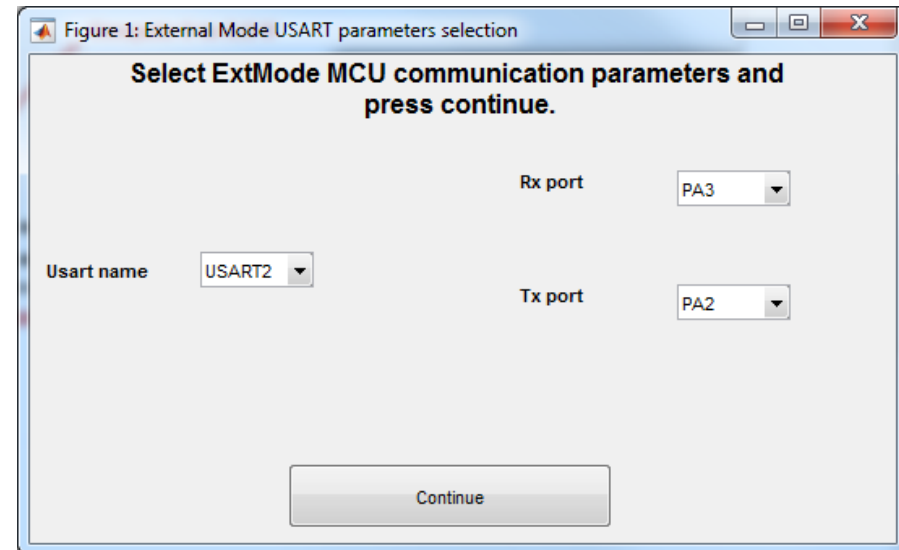 Figure 1: External Mode USART parameters selection
Select ExtMode MCU communication parameters and
press continue.
Rx port
PA3
Usart name
USART2
Tx port
PA2
Continue